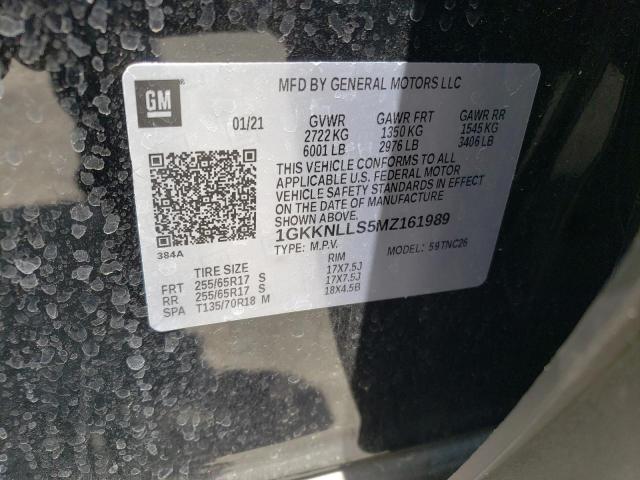 GM
MFD BY GENERAL MOTORS LLC
01/21 GVWR GAWR FRT GAWR RR
2722 KG 1350 KG 1545 KG
6001 LB 2976 LB 3406 LB
THIS VEHICLE CONFORMS TO ALL
APPLICABLE U.S. FEDERAL MOTOR
VEHICLE SAFETY STANDARDS IN EFFECT
ON THE DATE OF MANUFACTURE
SHOWN ABOVE.
1GKKNLLS5MZ161989
384A
TYPE: M.P.V. MODEL: 59TNC26
TIRE SIZE RIM
FRT 255/65R17 S 17X7.5J
RR 255/65R17 S 17X7.5J
SPA T135/70R18 M 18X4.5B